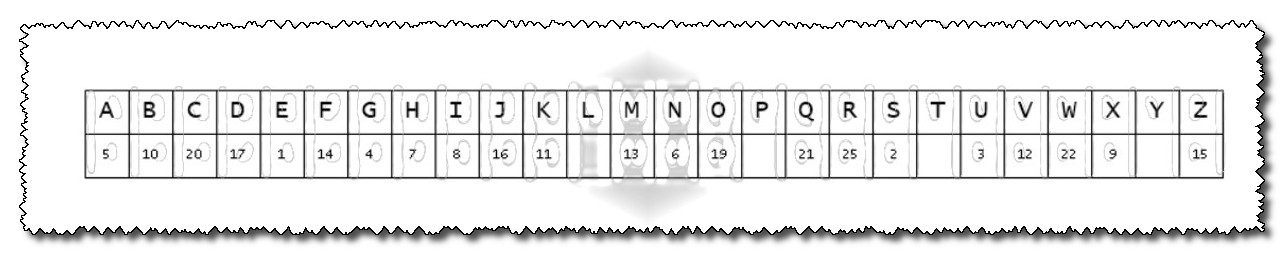 A B C D E F G H I J K L M N O P Q R S T U V W X Y Z
5 10 20 17 1 14 4 7 8 16 11 13 6 19 21 25 2 3 12 22 9 15